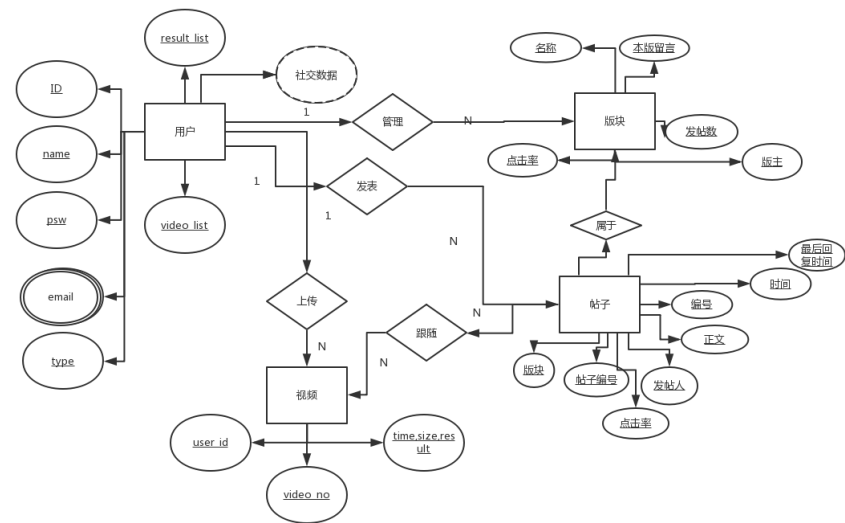 result_list
名称
本版留言
社交数据
ID
1
用户
管理
N
版块
发帖数
name
点击率
版主
1
发表
psw
video_list
1
属于
N
最后回
复时间
时间
email
上传
帖子
编号
N
跟随
正文
N
N
type
版块
帖子编号
发帖人
视频
点击率
user_id
time,size,res
ult
video_no